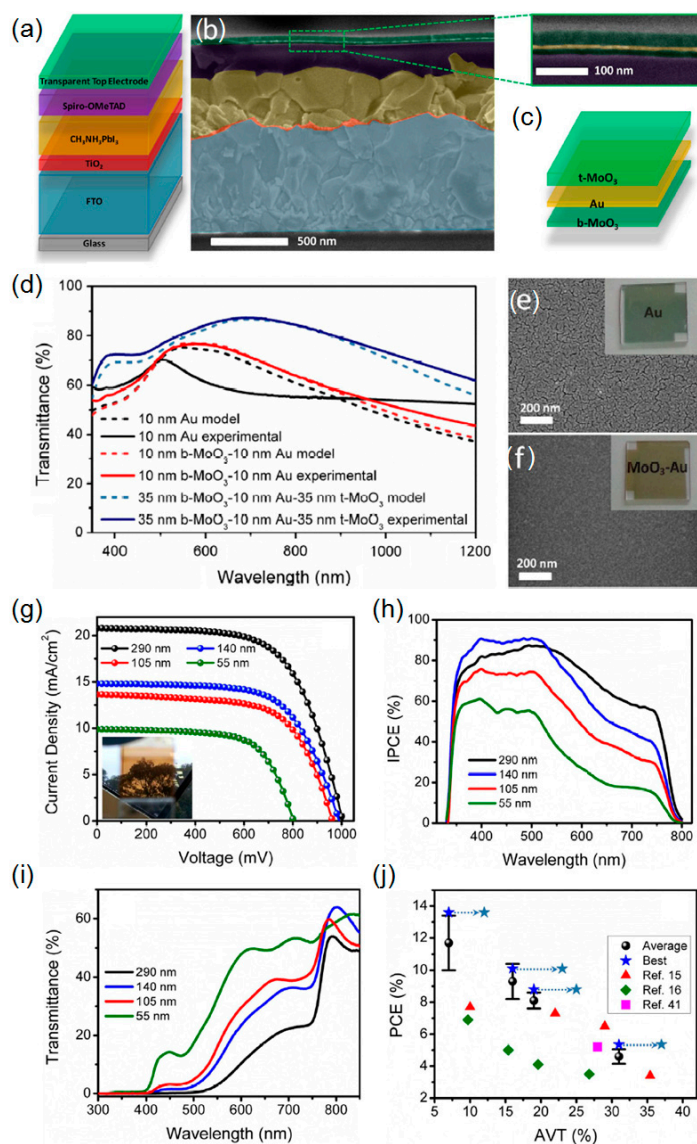 (a)
Transparent Top Electrode
Spiro-OMeTAD
CH₃NH₃PbI₃
TiO₂
FTO
Glass
(b)
500 nm
100 nm
(c)
t-MoO₃
Au
b-MoO₃
(d)
Transmittance (%)
100
80
60
40
20
0
10 nm Au model
10 nm Au experimental
10 nm b-MoO₃-10 nm Au model
10 nm b-MoO₃-10 nm Au experimental
35 nm b-MoO₃-10 nm Au-35 nm t-MoO₃ model
35 nm b-MoO₃-10 nm Au-35 nm t-MoO₃ experimental
400 600 800 1000 1200
Wavelength (nm)
(e)
Au
200 nm
(f)
MoO₃-Au
200 nm
(g)
Current Density (mA/cm²)
20
15
10
5
0
290 nm 140 nm
105 nm 55 nm
0 200 400 600 800 1000
Voltage (mV)
(h)
IPCE (%)
100
80
60
40
20
0
290 nm
140 nm
105 nm
55 nm
400 500 600 700 800
Wavelength (nm)
(i)
Transmittance (%)
60
40
20
0
290 nm
140 nm
105 nm
55 nm
300 400 500 600 700 800
Wavelength (nm)
(j)
PCE (%)
14
12
10
8
6
4
2
Average
Best
Ref. 15
Ref. 16
Ref. 41
5 10 15 20 25 30 35 40
AVT (%)